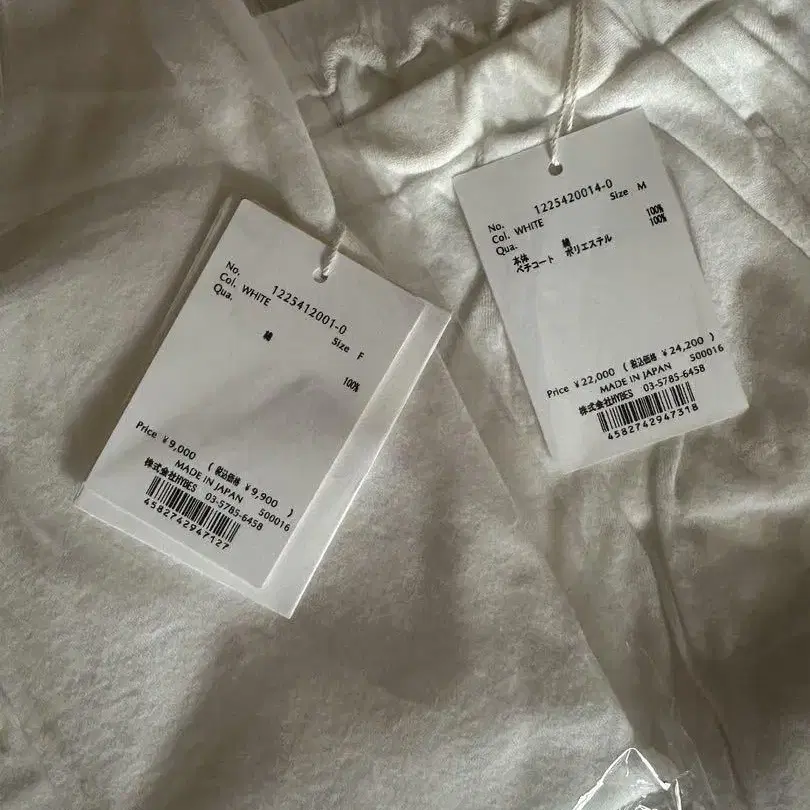 No. 1225412001-0
Col. WHITE Size F
Qua.
綿 100%
Price ¥9,000 ( 税込価格 ¥9,900 )
MADE IN JAPAN 500016
株式会社HYBES 03-5785-6458
4582742947127
No. 1225420014-0
Col. WHITE Size M
Qua.
本体 綿 100%
ペチコート ポリエステル 100%
Price ¥22,000 ( 税込価格 ¥24,200 )
MADE IN JAPAN 500016
株式会社HYBES 03-5785-6458
4582742947318